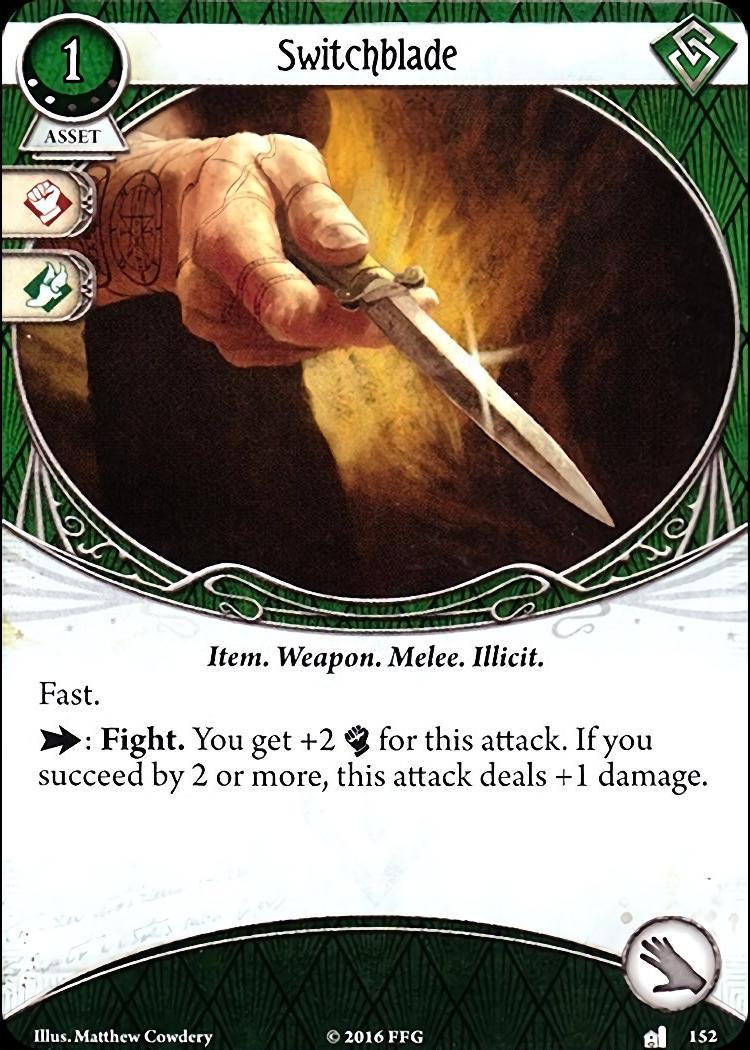 1
Switchblade
ASSET
Item. Weapon. Melee. Illicit.
Fast.
: Fight. You get +2 for this attack. If you
succeed by 2 or more, this attack deals +1 damage.
Illus. Matthew Cowdery
© 2016 FFG
152